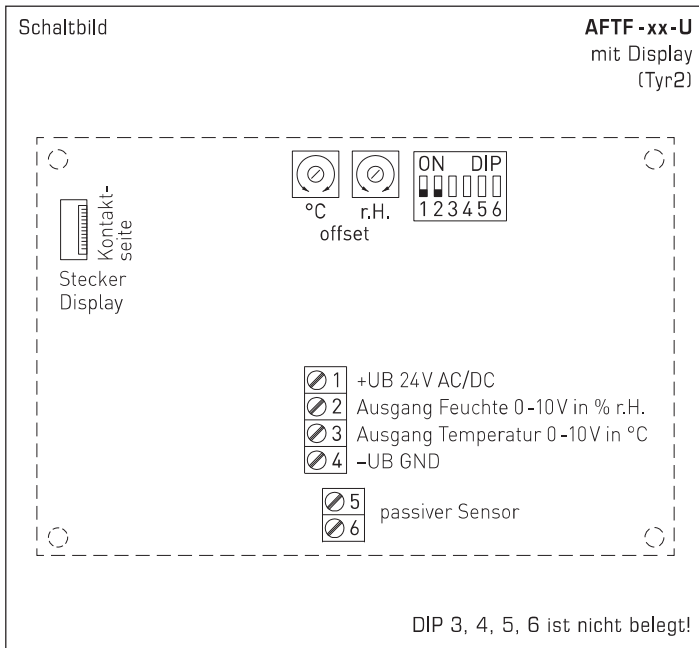 Schaltbild
AFTF-xx-U
mit Display
(Tyr2)
ON DIP
1 2 3 4 5 6
°C r.H.
offset
Kontakt-
seite
Stecker
Display
1 +UB 24V AC/DC
2 Ausgang Feuchte 0-10V in % r.H.
3 Ausgang Temperatur 0-10V in °C
4 –UB GND
5
passiver Sensor
6
DIP 3, 4, 5, 6 ist nicht belegt!